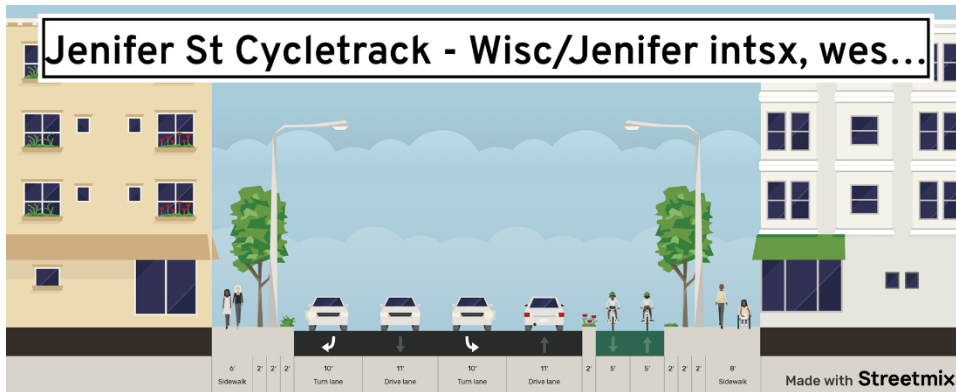 Jenifer St Cycletrack - Wisc/Jenifer intsx, wes...
6' 2' 2' 2' 10' 11' 10' 11' 2' 5' 5' 2' 2' 2' 8'
Sidewalk Turn lane Drive lane Turn lane Drive lane Sidewalk
Made with Streetmix